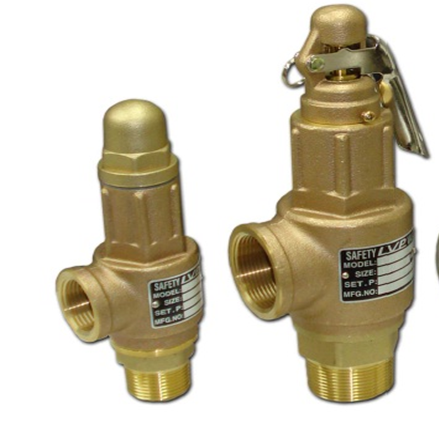 SAFETY
MODEL:
SIZE:
SET. P:
MFG.NO:
SAFETY
MODEL:
SIZE:
SET. P:
MFG.NO: